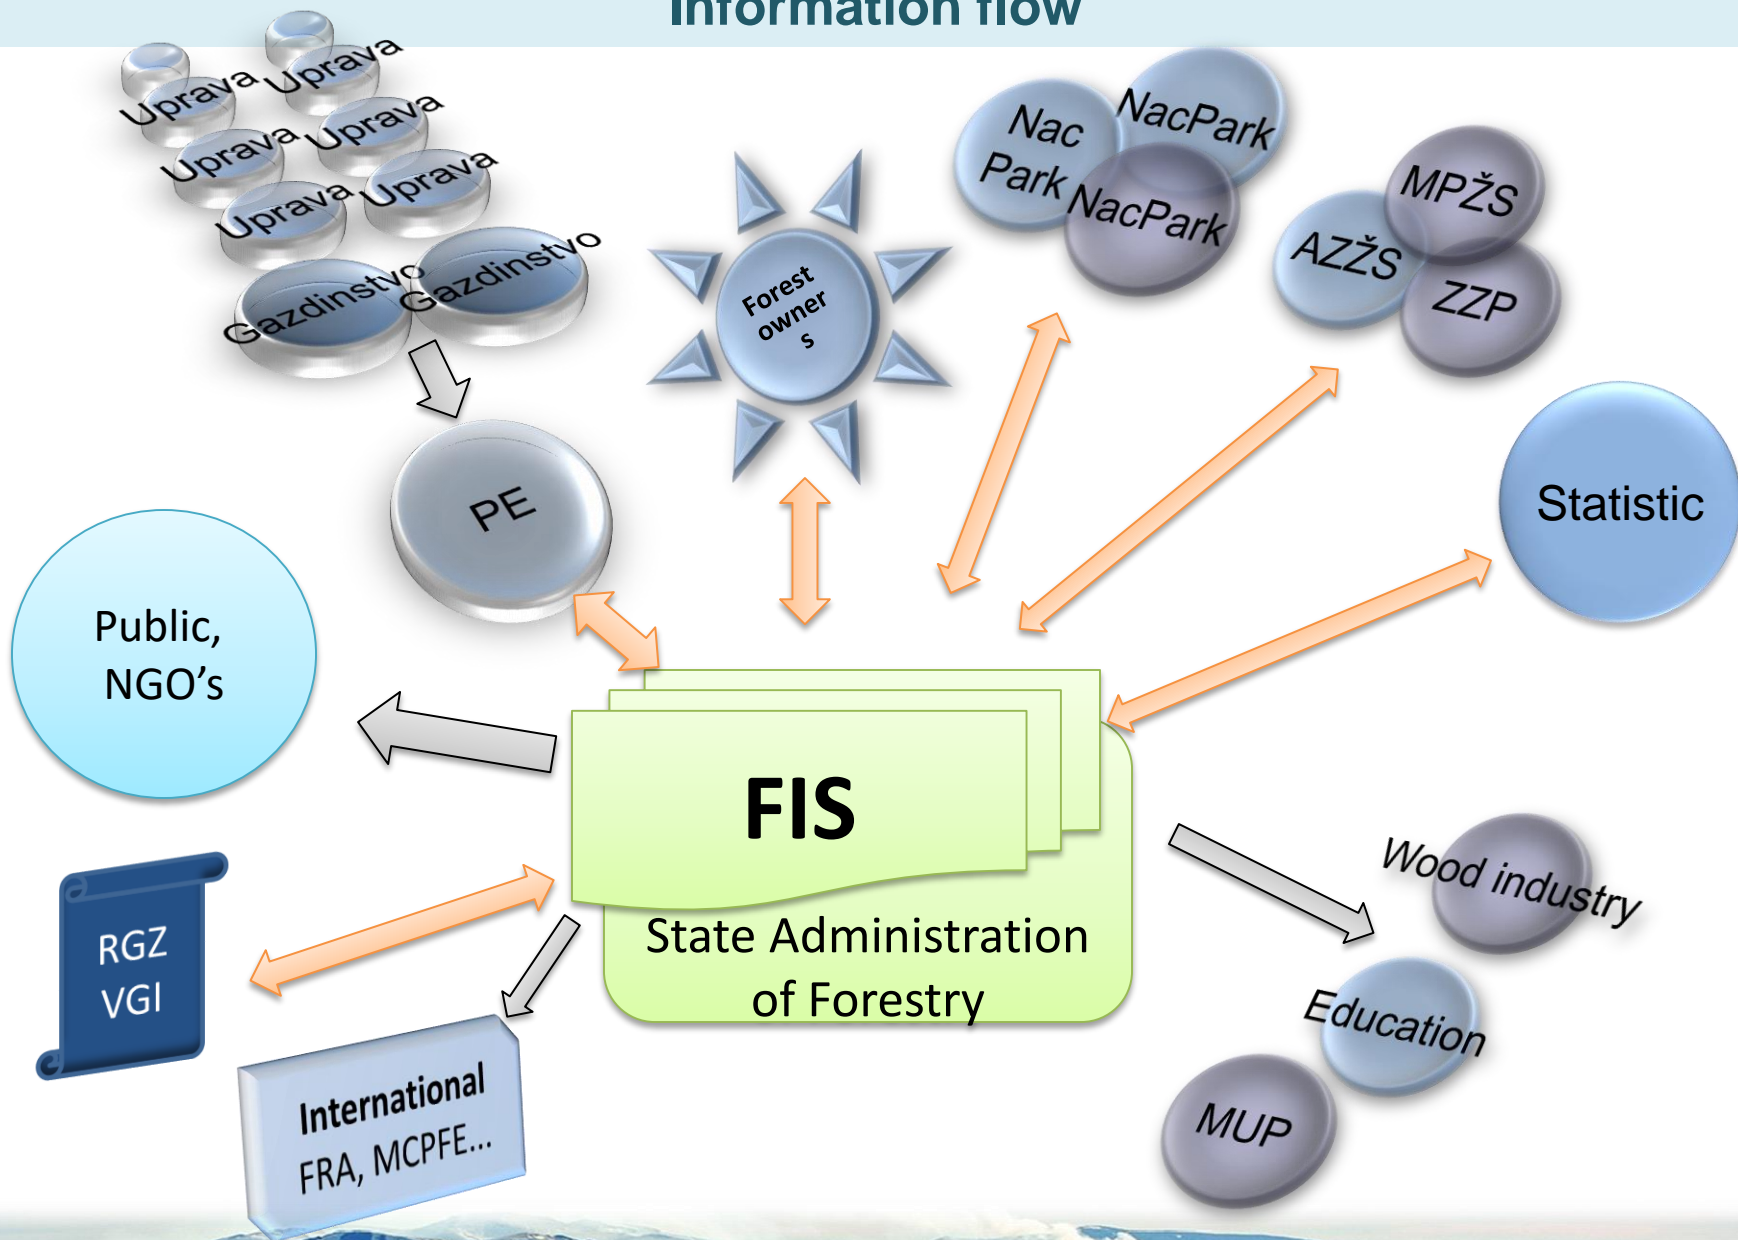 Information flow
Uprava
Uprava
Uprava
Uprava
Uprava
Uprava
Gazdinstvo
Gazdinstvo
PE
Forest
owner
s
Nac
Park
NacPark
NacPark
MPŽS
AZŽS
ZZP
Statistic
Public,
NGO's
FIS
State Administration
of Forestry
RGZ
VGI
International
FRA, MCPFE...
Wood industry
Education
MUP